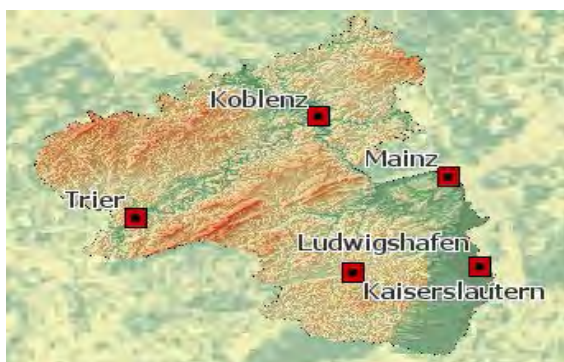 Koblenz
Mainz
Trier
Ludwigshafen
Kaiserslautern